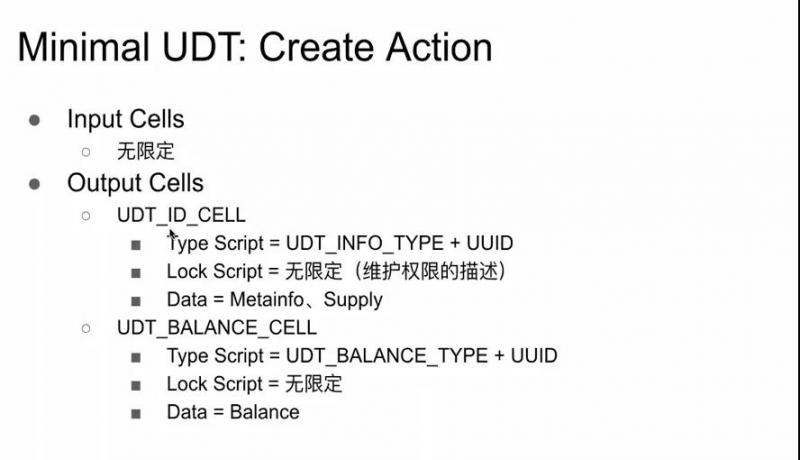 Minimal UDT: Create Action
Input Cells
无限定
Output Cells
UDT_ID_CELL
Type Script = UDT_INFO_TYPE + UUID
Lock Script = 无限定（维护权限的描述）
Data = Metainfo、Supply
UDT_BALANCE_CELL
Type Script = UDT_BALANCE_TYPE + UUID
Lock Script = 无限定
Data = Balance